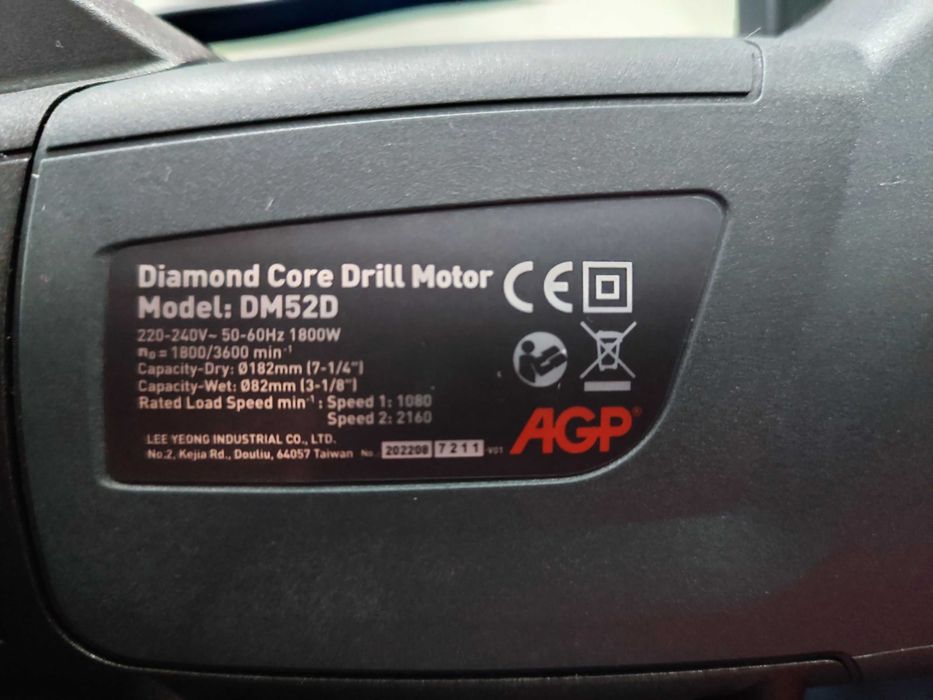 Diamond Core Drill Motor
Model: DM52D
220-240V~ 50-60Hz 1800W
n₀ = 1800/3600 min⁻¹
Capacity-Dry: Ø182mm (7-1/4")
Capacity-Wet: Ø82mm (3-1/8")
Rated Load Speed min⁻¹: Speed 1: 1080
Speed 2: 2160
LEE YEONG INDUSTRIAL CO., LTD.
No.2, Kejia Rd., Douliu, 64057 Taiwan No. 202208 7211 V01
CE
AGP®